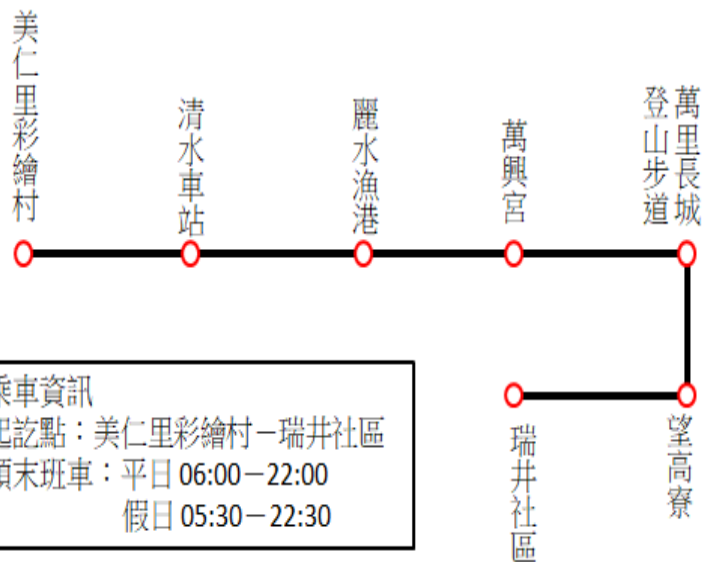 美仁里彩繪村
清水車站
麗水漁港
萬興宮
萬里長城
登山步道
望高寮
瑞井社區
乘車資訊
起訖點：美仁里彩繪村－瑞井社區
頭末班車：平日 06:00－22:00
假日 05:30－22:30